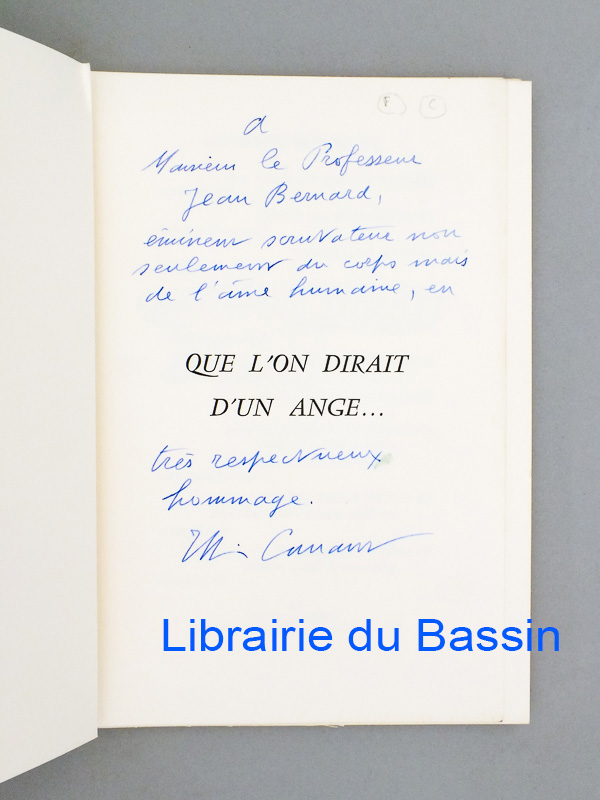 F C
à
Monsieur le Professeur
Jean Bernard,
éminent scrutateur non
seulement du corps mais
de l'âme humaine, en
QUE L'ON DIRAIT
D'UN ANGE...
très respectueux
hommage.
Librairie du Bassin